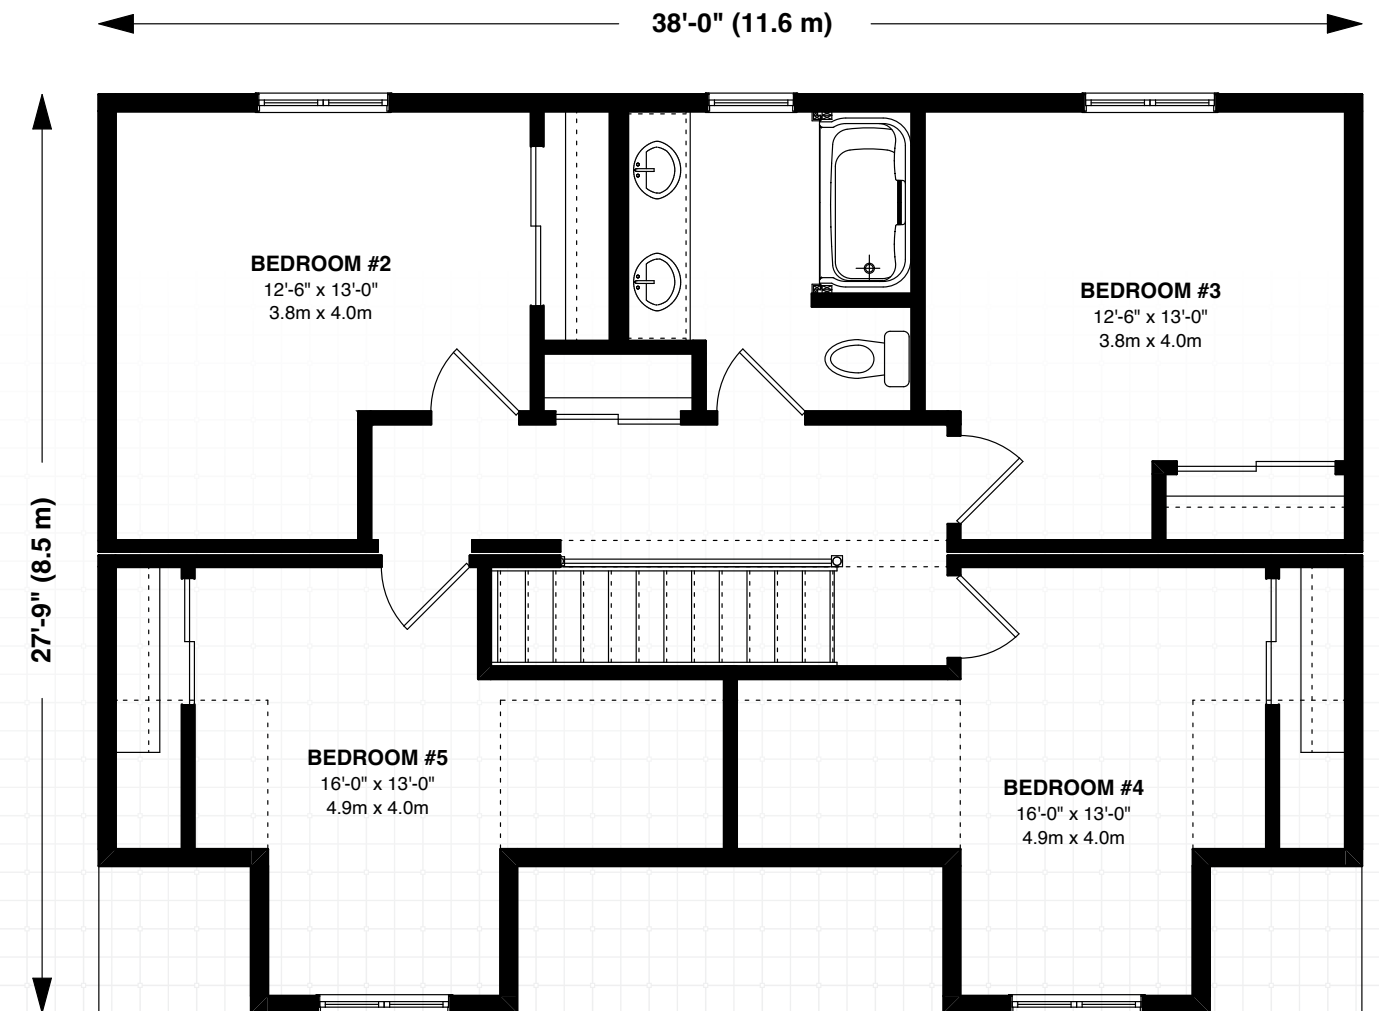 38'-0" (11.6 m)
27'-9" (8.5 m)
BEDROOM #2
12'-6" x 13'-0"
3.8m x 4.0m
BEDROOM #3
12'-6" x 13'-0"
3.8m x 4.0m
BEDROOM #5
16'-0" x 13'-0"
4.9m x 4.0m
BEDROOM #4
16'-0" x 13'-0"
4.9m x 4.0m